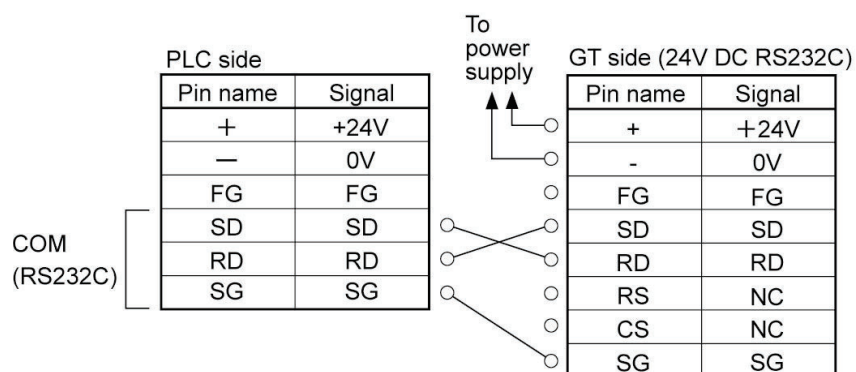 To
power
supply
PLC side
GT side (24V DC RS232C)
Pin name Signal
+ +24V
— 0V
FG FG
SD SD
RD RD
SG SG
COM
(RS232C)
Pin name Signal
+ +24V
- 0V
FG FG
SD SD
RD RD
RS NC
CS NC
SG SG